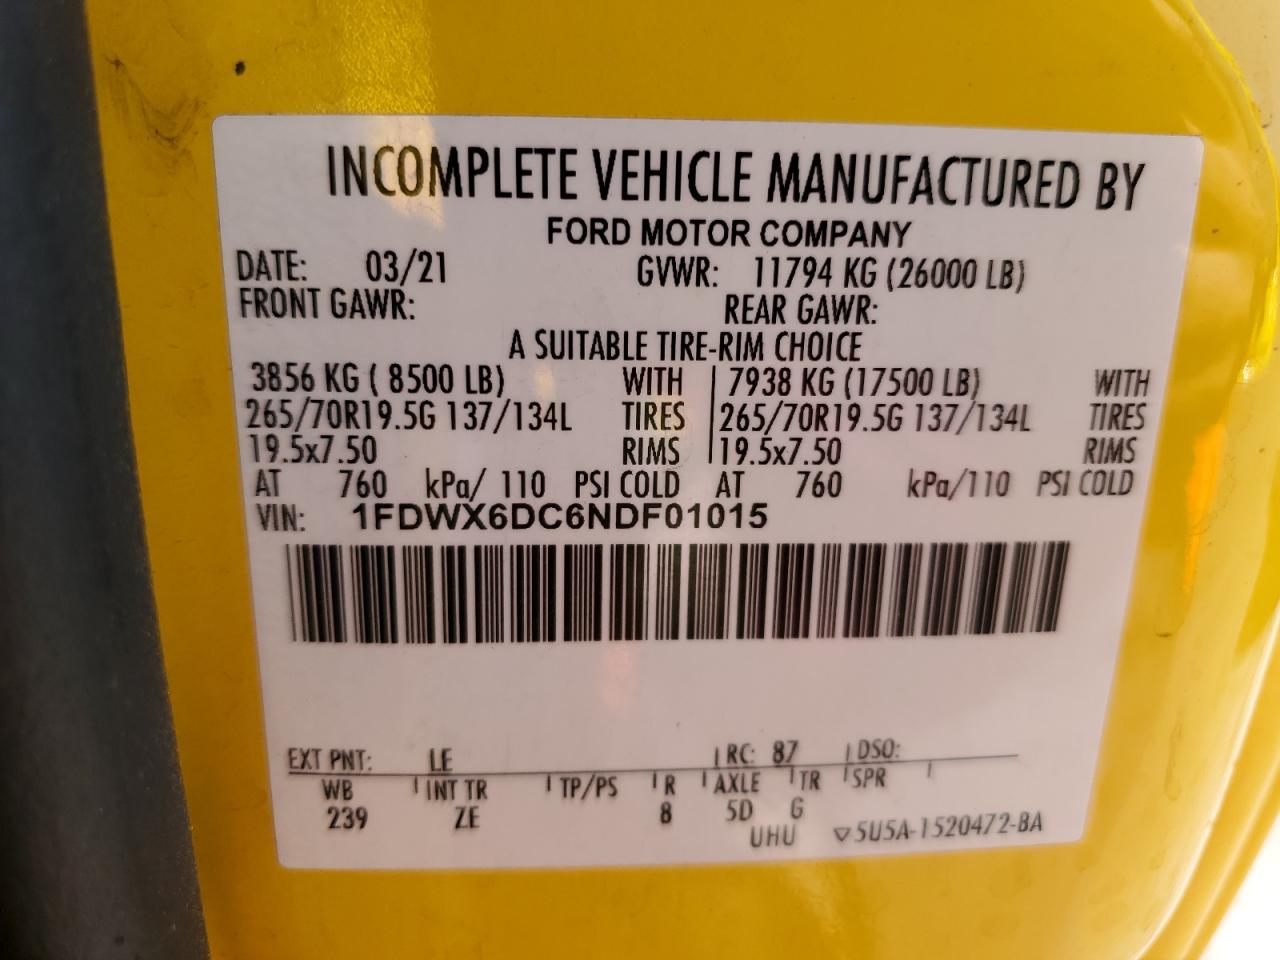 INCOMPLETE VEHICLE MANUFACTURED BY
FORD MOTOR COMPANY
DATE: 03/21 GVWR: 11794 KG (26000 LB)
FRONT GAWR: REAR GAWR:
A SUITABLE TIRE-RIM CHOICE
3856 KG ( 8500 LB) WITH 7938 KG (17500 LB) WITH
265/70R19.5G 137/134L TIRES 265/70R19.5G 137/134L TIRES
19.5x7.50 RIMS 19.5x7.50 RIMS
AT 760 kPa/ 110 PSI COLD AT 760 kPa/110 PSI COLD
VIN: 1FDWX6DC6NDF01015
EXT PNT: LE RC: 87 DSO:
WB INT TR TP/PS R AXLE TR SPR
239 ZE 8 5D G
UHU ▽5U5A-1520472-BA